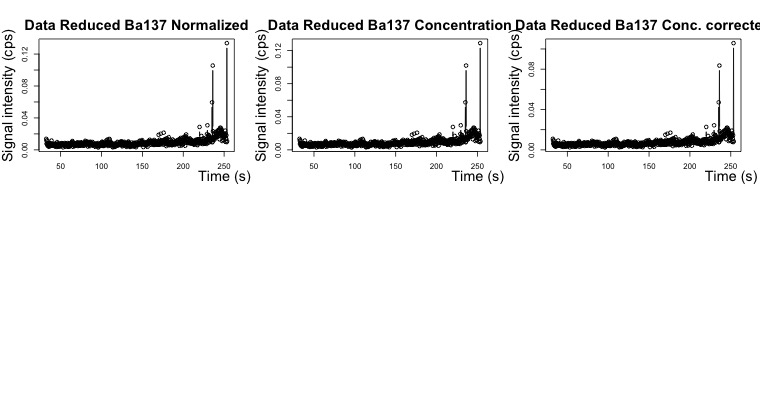 Data Reduced Ba137 Normalized
Signal intensity (cps)
0.00 0.04 0.08 0.12
50 100 150 200 250
Time (s)
Data Reduced Ba137 Concentration
Signal intensity (cps)
0.00 0.04 0.08 0.12
50 100 150 200 250
Time (s)
Data Reduced Ba137 Conc. correcte
Signal intensity (cps)
0.00 0.04 0.08
50 100 150 200 250
Time (s)